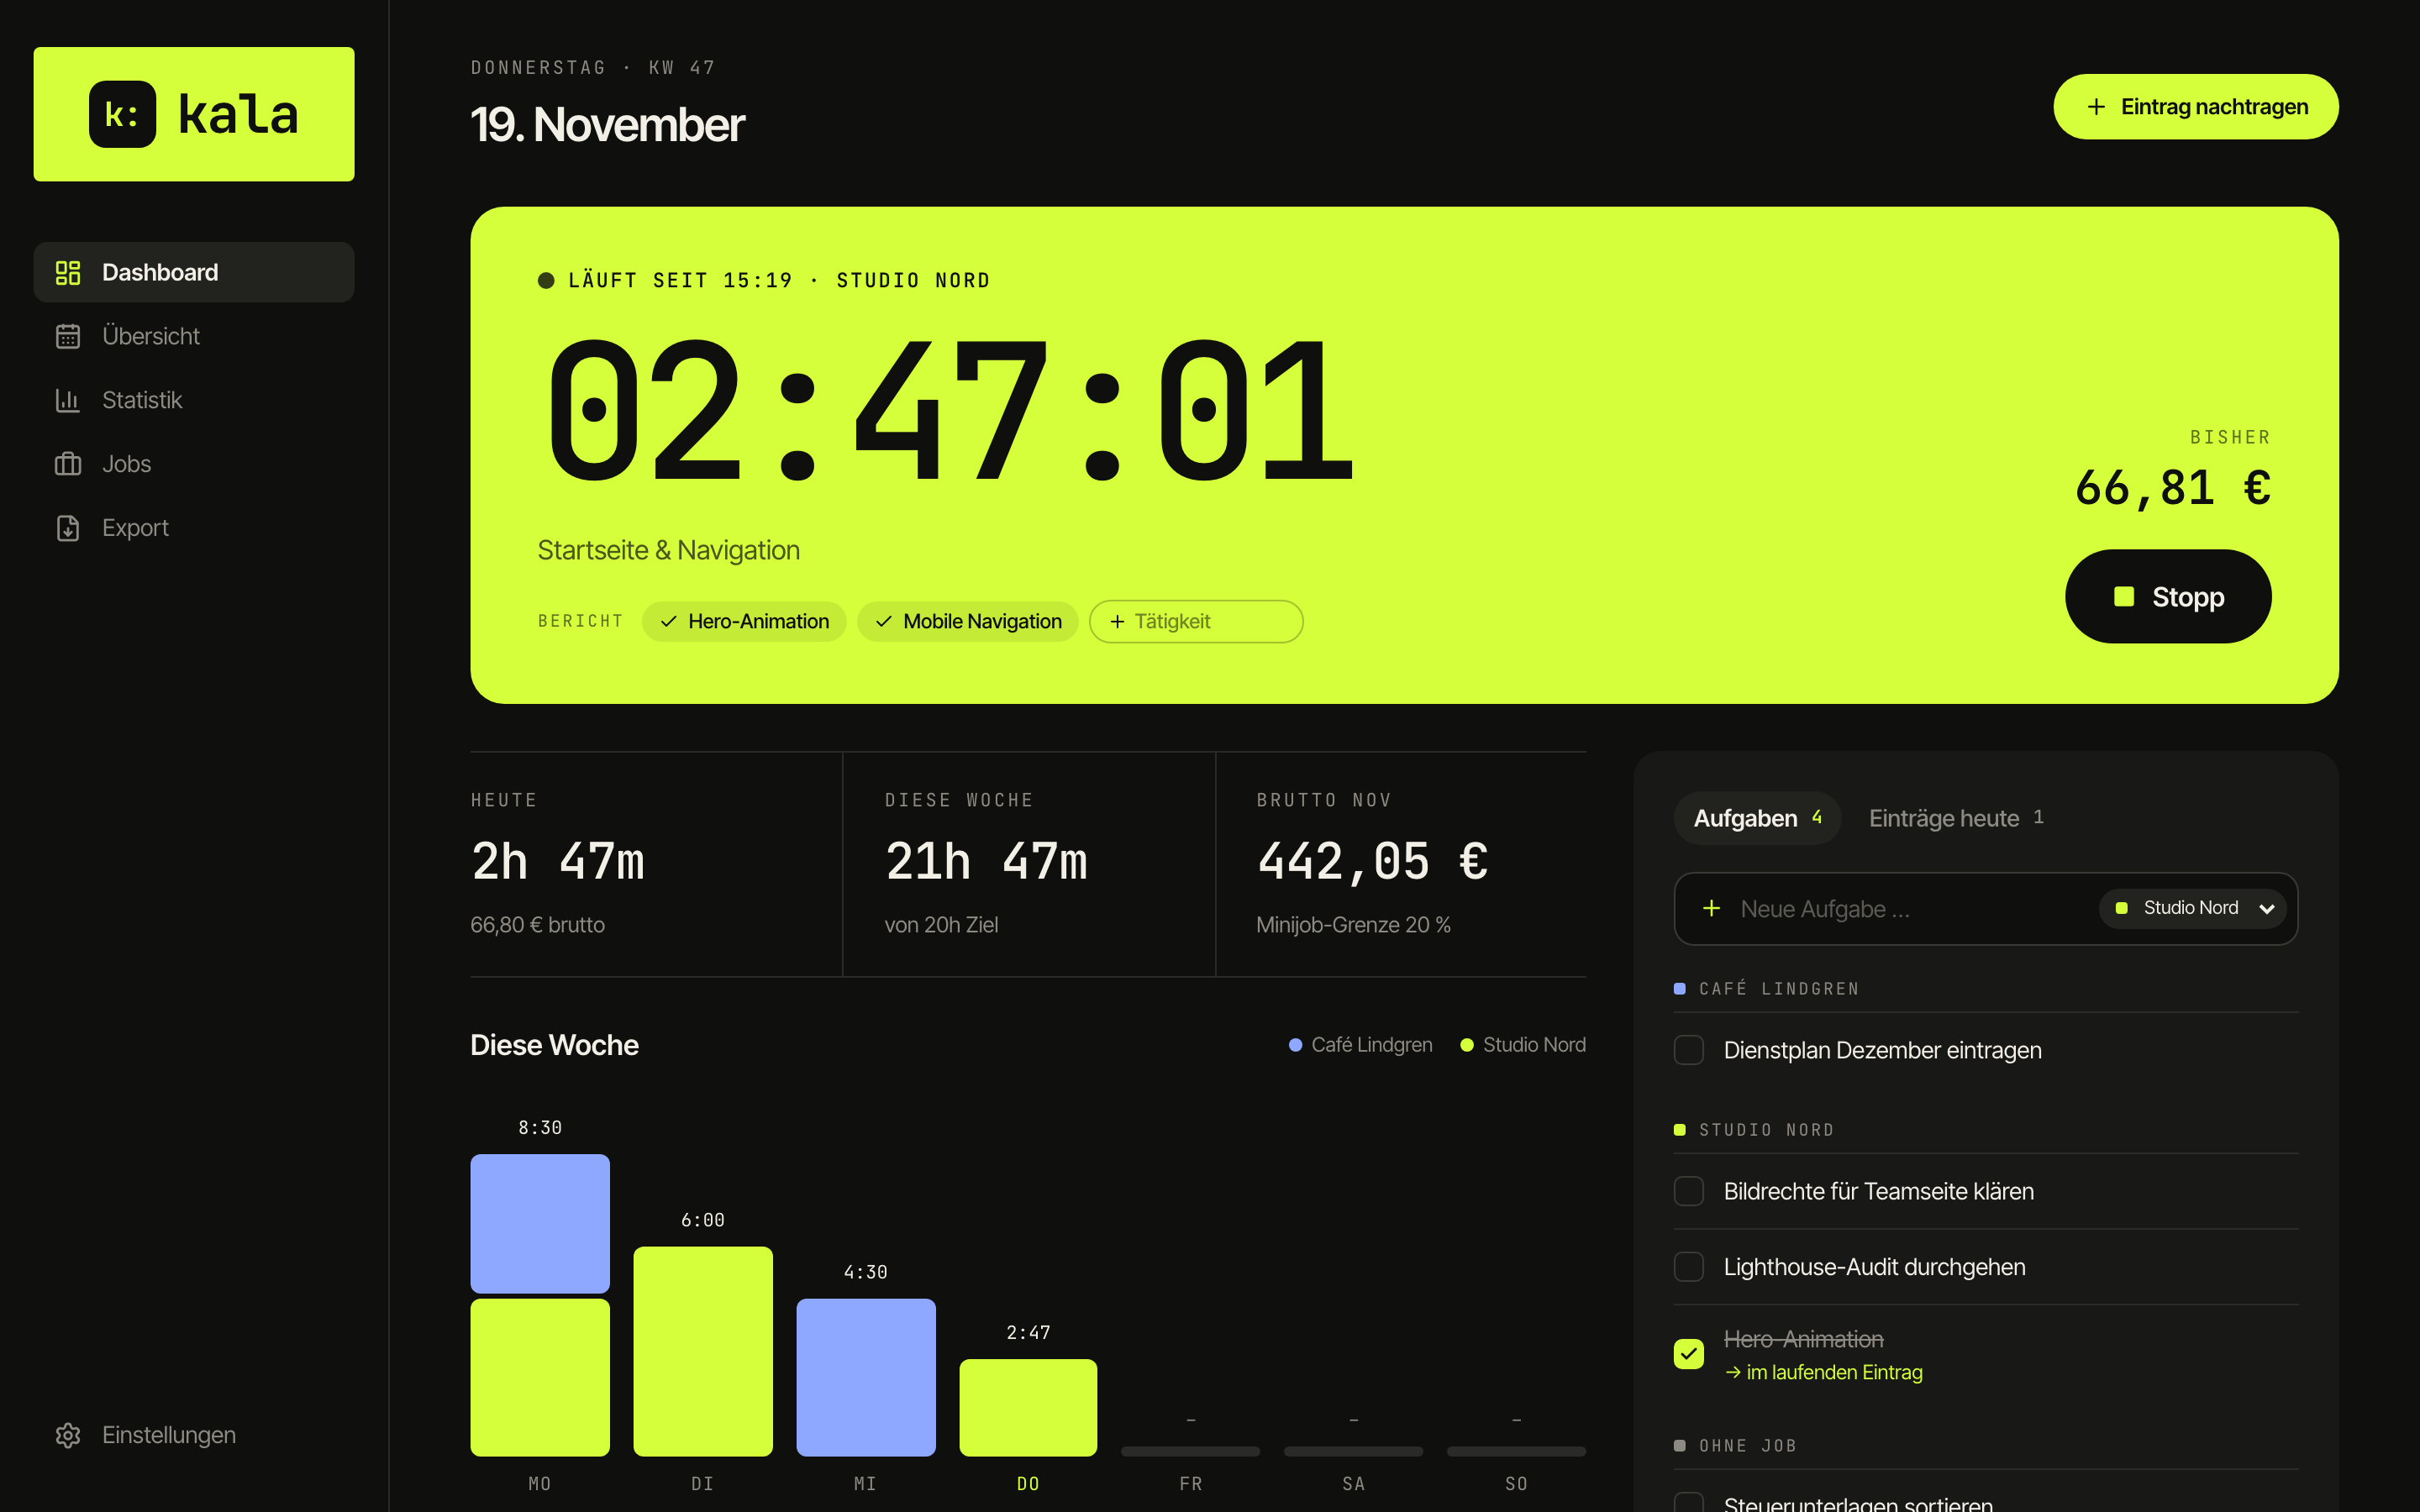 k: kala
Dashboard
Übersicht
Statistik
Jobs
Export
Einstellungen
DONNERSTAG · KW 47
19. November
+ Eintrag nachtragen
LÄUFT SEIT 15:19 · STUDIO NORD
02:47:01
Startseite & Navigation
BERICHT ✓ Hero-Animation ✓ Mobile Navigation + Tätigkeit
BISHER
66,81 €
Stopp
HEUTE
2h 47m
66,80 € brutto
DIESE WOCHE
21h 47m
von 20h Ziel
BRUTTO NOV
442,05 €
Minijob-Grenze 20 %
Diese Woche
Café Lindgren Studio Nord
8:30
6:00
4:30
2:47
–
–
–
MO DI MI DO FR SA SO
Aufgaben 4 Einträge heute 1
+ Neue Aufgabe … Studio Nord
CAFÉ LINDGREN
Dienstplan Dezember eintragen
STUDIO NORD
Bildrechte für Teamseite klären
Lighthouse-Audit durchgehen
Hero-Animation
→ im laufenden Eintrag
OHNE JOB
Steuerunterlagen sortieren